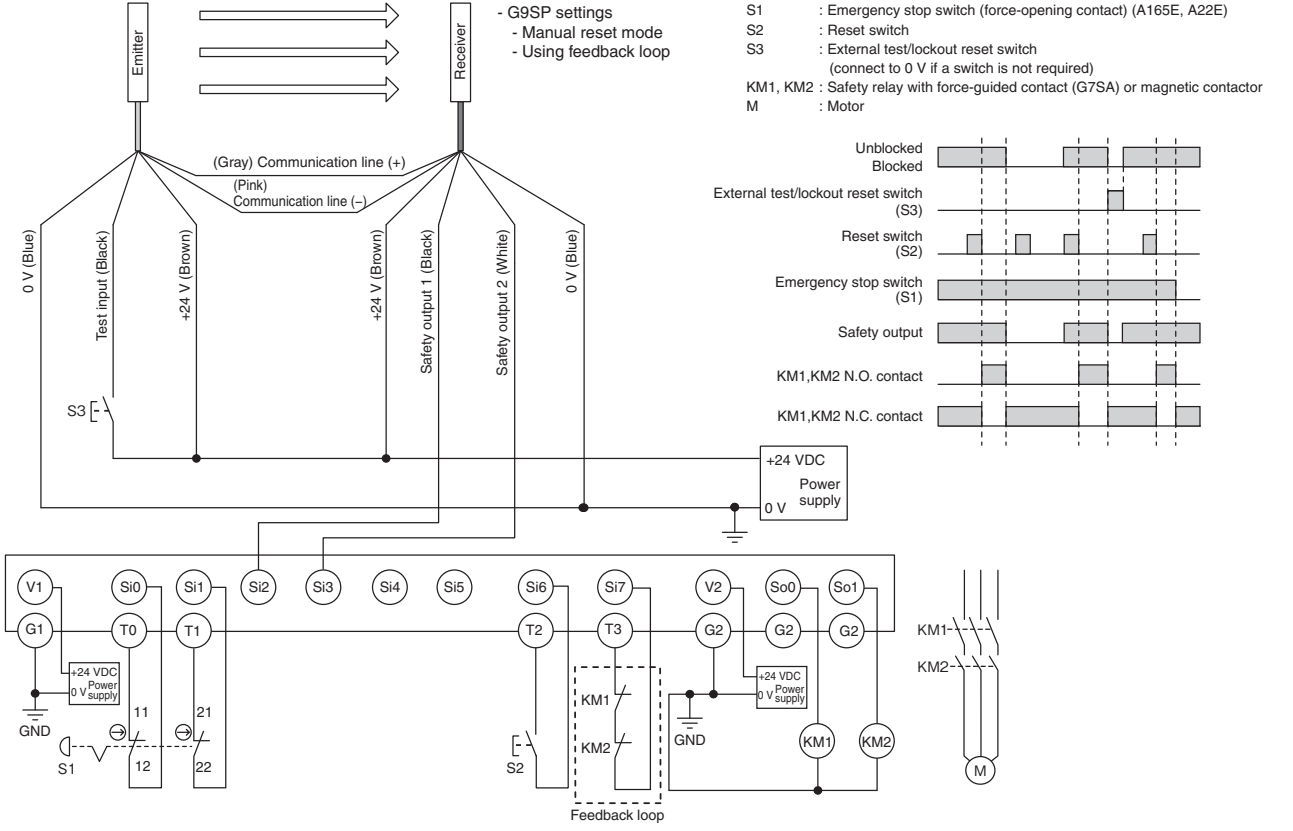 Emitter
Receiver
- G9SP settings
- Manual reset mode
- Using feedback loop
S1 : Emergency stop switch (force-opening contact) (A165E, A22E)
S2 : Reset switch
S3 : External test/lockout reset switch
(connect to 0 V if a switch is not required)
KM1, KM2 : Safety relay with force-guided contact (G7SA) or magnetic contactor
M : Motor
(Gray) Communication line (+)
(Pink)
Communication line (−)
0 V (Blue)
Test input (Black)
+24 V (Brown)
+24 V (Brown)
Safety output 1 (Black)
Safety output 2 (White)
0 V (Blue)
S3
Unblocked
Blocked
External test/lockout reset switch
(S3)
Reset switch
(S2)
Emergency stop switch
(S1)
Safety output
KM1,KM2 N.O. contact
KM1,KM2 N.C. contact
+24 VDC
Power
supply
0 V
V1 Si0 Si1 Si2 Si3 Si4 Si5 Si6 Si7 V2 So0 So1
G1 T0 T1 T2 T3 G2 G2 G2
+24 VDC
0 V Power
supply
GND
11
21
12
22
S1
S2
KM1
KM2
Feedback loop
+24 VDC
0 V Power
supply
GND
KM1
KM2
KM1
KM2
M